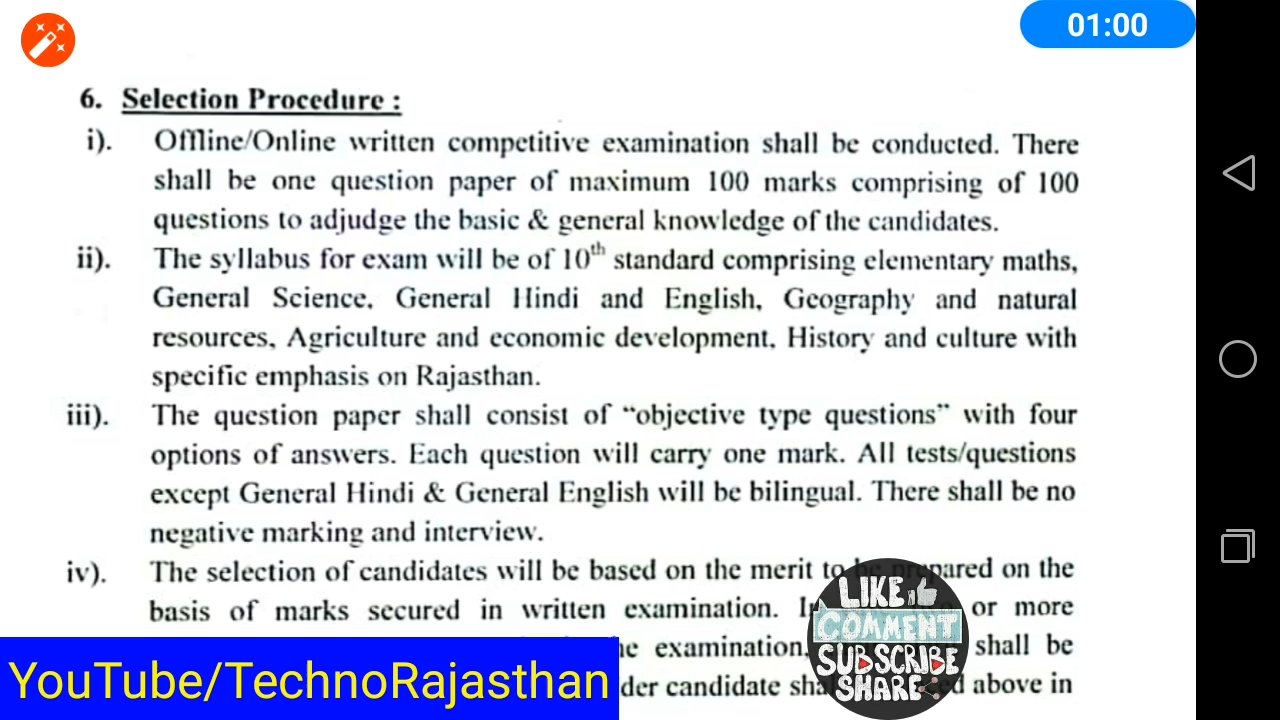 01:00
6. Selection Procedure :
i). Offline/Online written competitive examination shall be conducted. There
shall be one question paper of maximum 100 marks comprising of 100
questions to adjudge the basic & general knowledge of the candidates.
ii). The syllabus for exam will be of 10th standard comprising elementary maths,
General Science, General Hindi and English, Geography and natural
resources, Agriculture and economic development, History and culture with
specific emphasis on Rajasthan.
iii). The question paper shall consist of “objective type questions” with four
options of answers. Each question will carry one mark. All tests/questions
except General Hindi & General English will be bilingual. There shall be no
negative marking and interview.
iv). The selection of candidates will be based on the merit to be prepared on the
basis of marks secured in written examination. or more
examination, shall be
candidate above in
LIKE
COMMENT
SUBSCRIBE
SHARE
YouTube/TechnoRajasthan